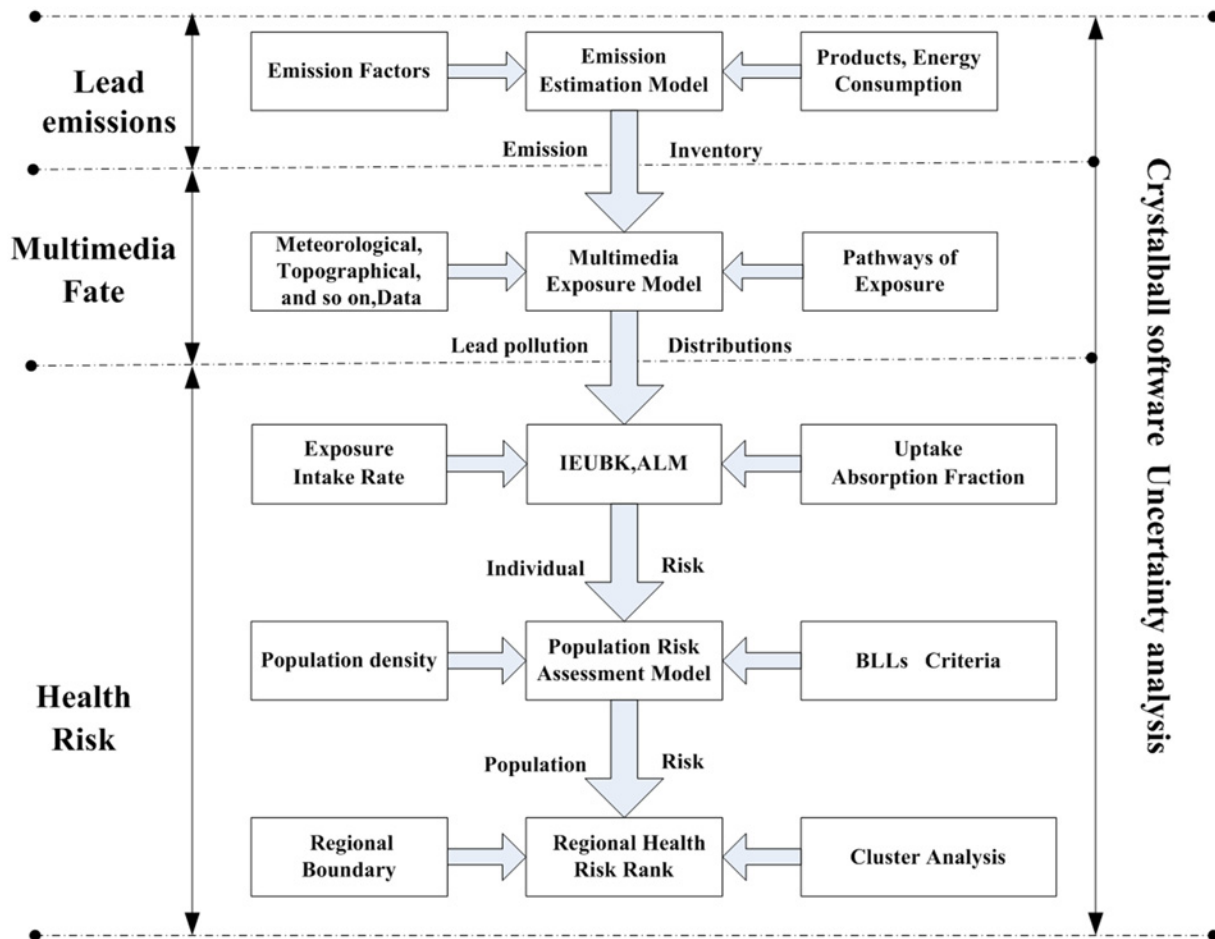 Lead
emissions
Emission Factors
Emission
Estimation Model
Products, Energy
Consumption
Emission Inventory
Multimedia
Fate
Meteorological,
Topographical,
and so on,Data
Multimedia
Exposure Model
Pathways of
Exposure
Lead pollution Distributions
Health
Risk
Exposure
Intake Rate
IEUBK,ALM
Uptake
Absorption Fraction
Individual Risk
Population density
Population Risk
Assessment Model
BLLs Criteria
Population Risk
Regional
Boundary
Regional Health
Risk Rank
Cluster Analysis
Crystalball software Uncertainty analysis